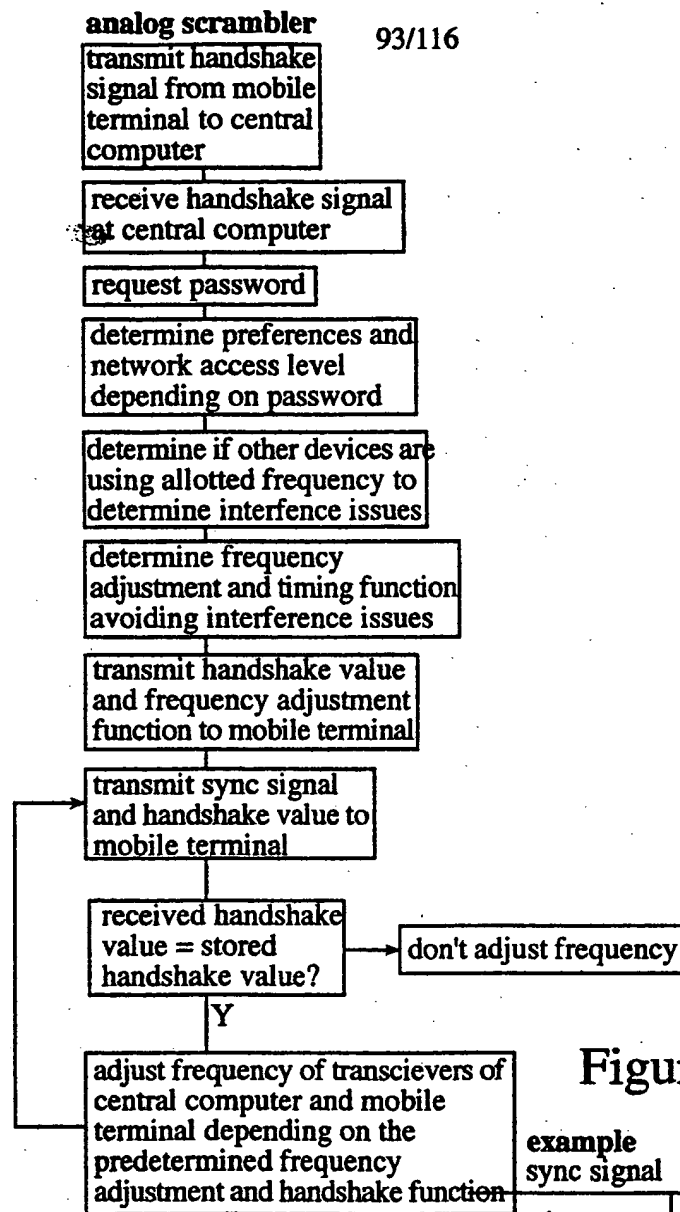 analog scrambler
93/116
transmit handshake
signal from mobile
terminal to central
computer
receive handshake signal
at central computer
request password
determine preferences and
network access level
depending on password
determine if other devices are
using allotted frequency to
determine interfence issues
determine frequency
adjustment and timing function
avoiding interference issues
transmit handshake value
and frequency adjustment
function to mobile terminal
transmit sync signal
and handshake value to
mobile terminal
received handshake
value = stored
handshake value?
don't adjust frequency
Y
adjust frequency of transcievers of
central computer and mobile
terminal depending on the
predetermined frequency
adjustment and handshake function
Figu
example
sync signal